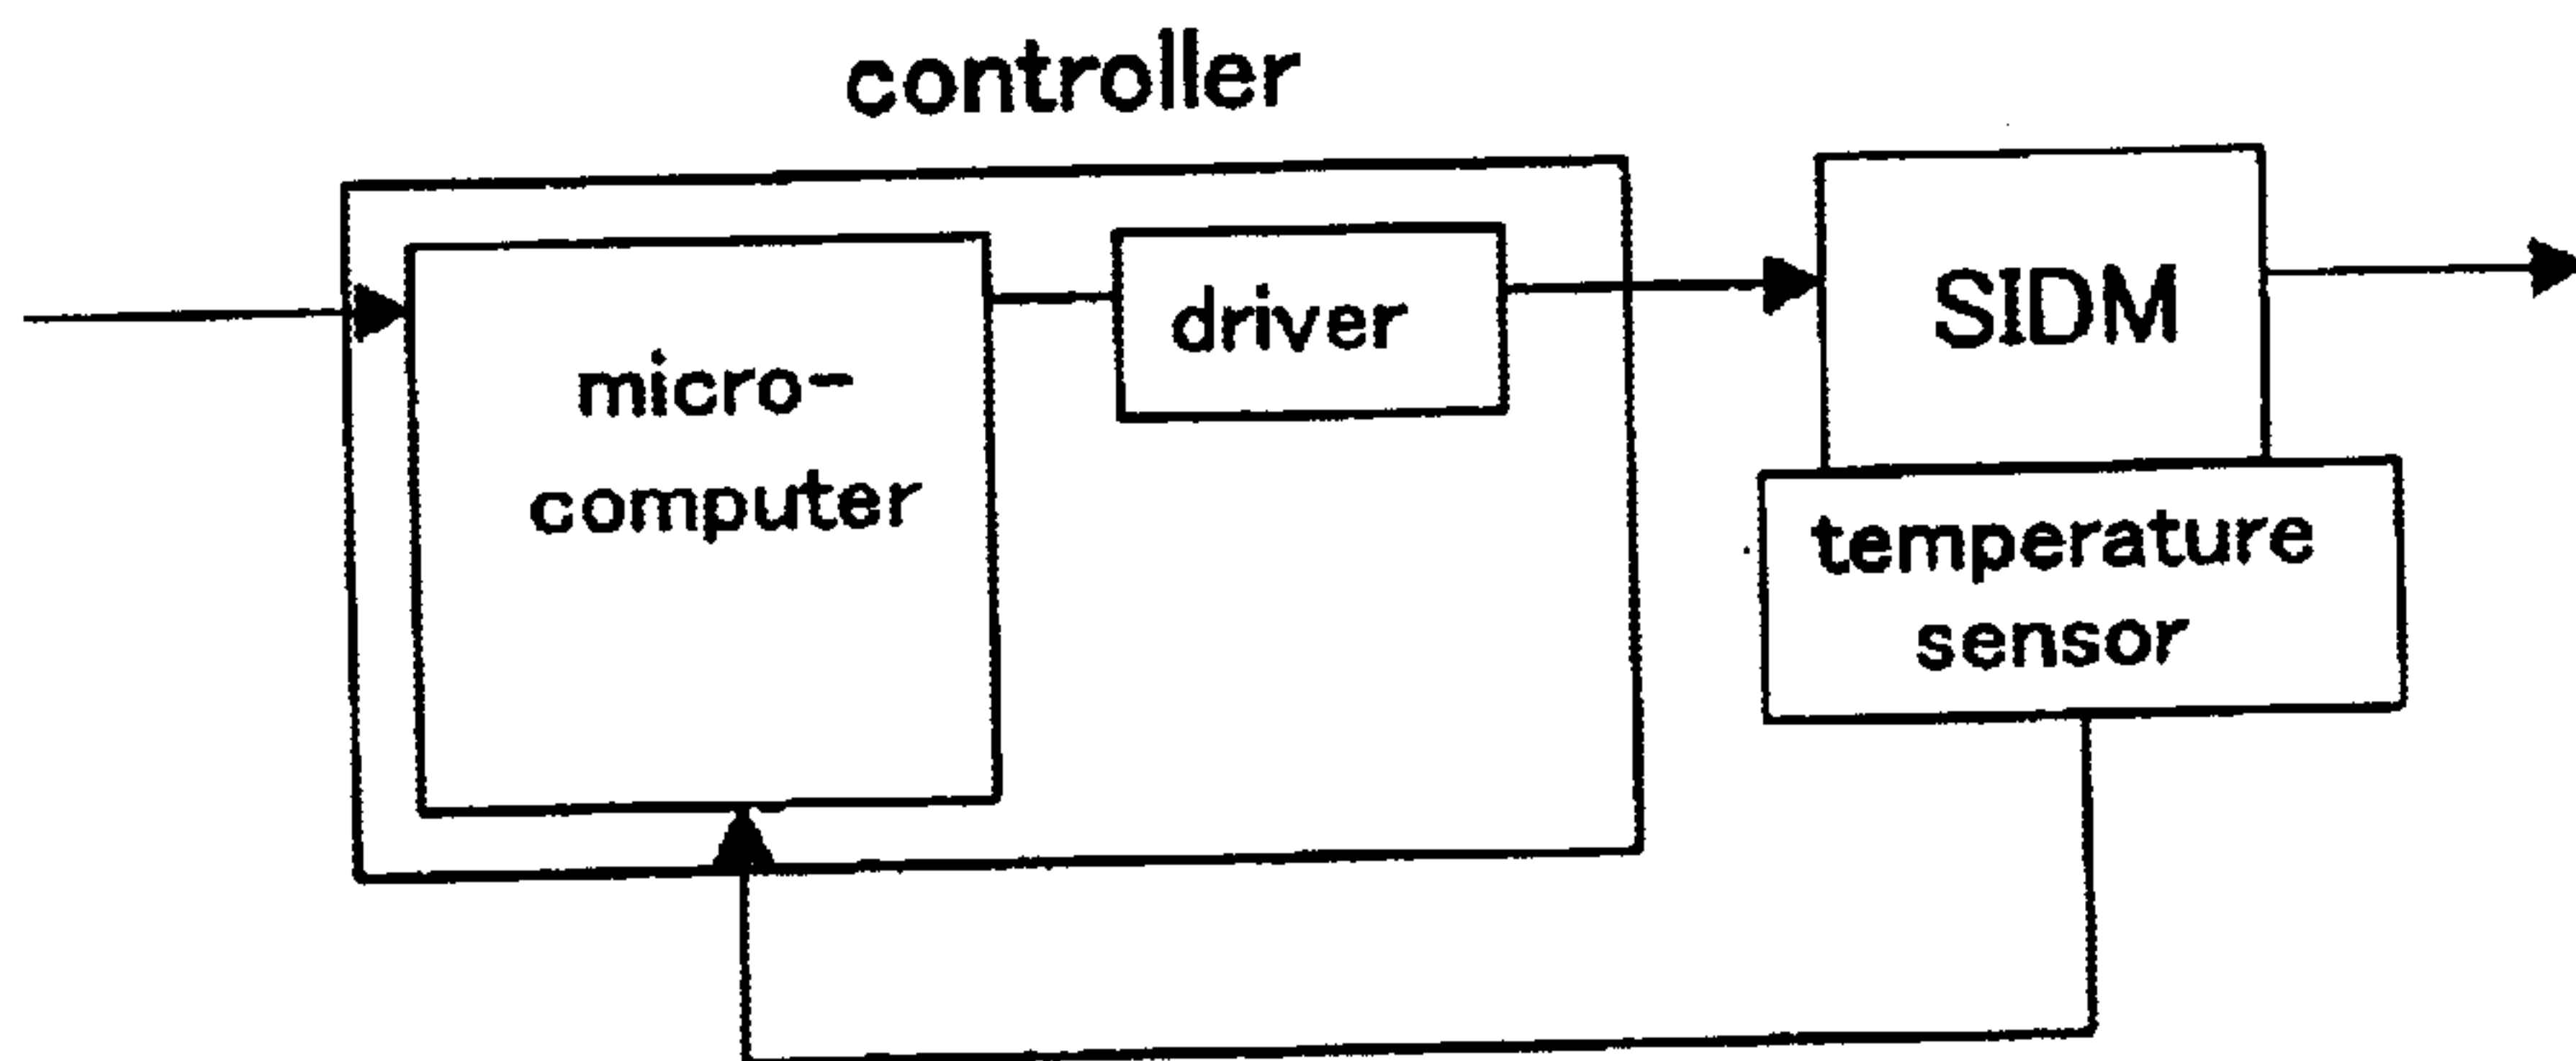 controller
micro-
computer
driver
SIDM
temperature
sensor